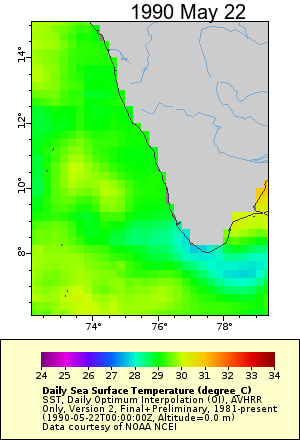 1990 May 22
14°
12°
10°
8°
74°
76°
78°
24 25 26 27 28 29 30 31 32 33 34
Daily Sea Surface Temperature (degree_C)
SST, Daily Optimum Interpolation (OI), AVHRR
Only, Version 2, Final+Preliminary, 1981-present
(1990-05-22T00:00:00Z, Altitude=0.0 m)
Data courtesy of NOAA NCEI